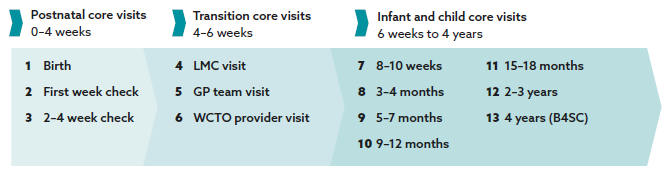 Postnatal core visits
0–4 weeks
1 Birth
2 First week check
3 2–4 week check
Transition core visits
4–6 weeks
4 LMC visit
5 GP team visit
6 WCTO provider visit
Infant and child core visits
6 weeks to 4 years
7 8–10 weeks
8 3–4 months
9 5–7 months
10 9–12 months
11 15–18 months
12 2–3 years
13 4 years (B4SC)